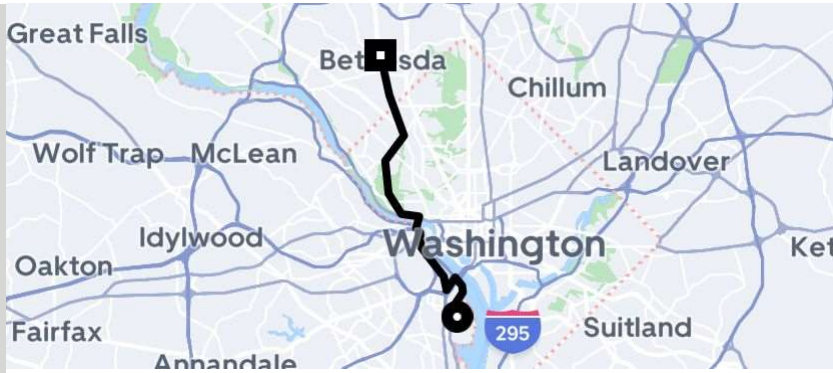 Great Falls
Bet sda
Chillum
Wolf Trap
McLean
Landover
Idylwood
Washington
Oakton
Ket
Fairfax
295
Suitland
Annandale